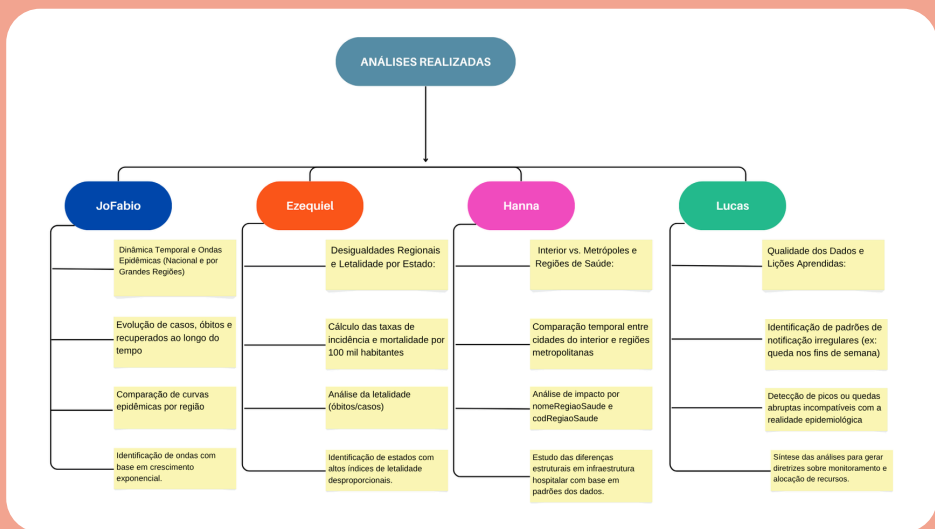 ANÁLISES REALIZADAS
JoFabio
Dinâmica Temporal e Ondas
Epidêmicas (Nacional e por
Grandes Regiões)
Evolução de casos, óbitos e
recuperados ao longo do
tempo
Comparação de curvas
epidêmicas por região
Identificação de ondas com
base em crescimento
exponencial.
Ezequiel
Desigualdades Regionais
e Letalidade por Estado:
Cálculo das taxas de
incidência e mortalidade por
100 mil habitantes
Análise da letalidade
(óbitos/casos)
Identificação de estados com
altos índices de letalidade
desproporcionais.
Hanna
Interior vs. Metrópoles e
Regiões de Saúde:
Comparação temporal entre
cidades do interior e regiões
metropolitanas
Análise de impacto por
nomeRegiaoSaude e
codRegiaoSaude
Estudo das diferenças
estruturais em infraestrutura
hospitalar com base em
padrões dos dados.
Lucas
Qualidade dos Dados e
Lições Aprendidas:
Identificação de padrões de
notificação irregulares (ex:
queda nos fins de semana)
Detecção de picos ou quedas
abruptas incompatíveis com a
realidade epidemiológica
Síntese das análises para gerar
diretrizes sobre monitoramento e
alocação de recursos.